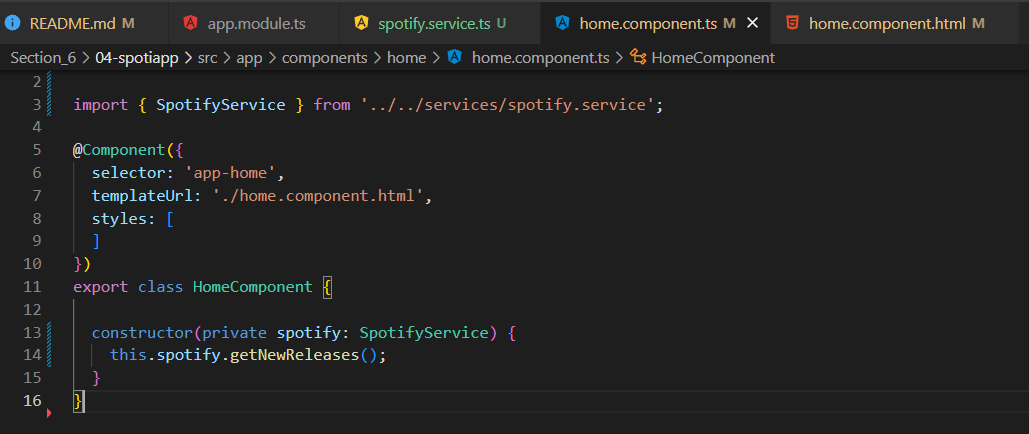 README.md M
app.module.ts
spotify.service.ts U
home.component.ts M
home.component.html M
Section_6 > 04-spotiapp > src > app > components > home > home.component.ts > HomeComponent
2
3 import { SpotifyService } from '../../services/spotify.service';
4
5 @Component({
6 selector: 'app-home',
7 templateUrl: './home.component.html',
8 styles: [
9 ]
10 })
11 export class HomeComponent {
12
13 constructor(private spotify: SpotifyService) {
14 this.spotify.getNewReleases();
15 }
16 }